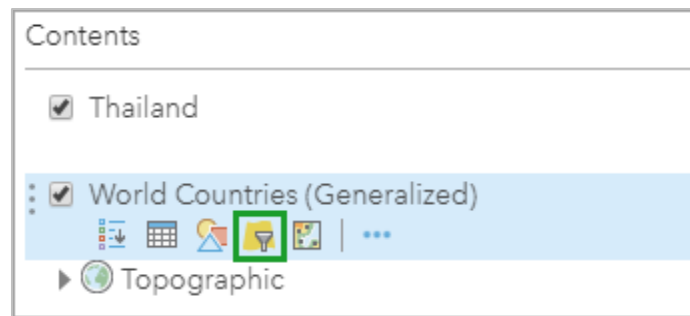 Contents
Thailand
World Countries (Generalized)
Topographic